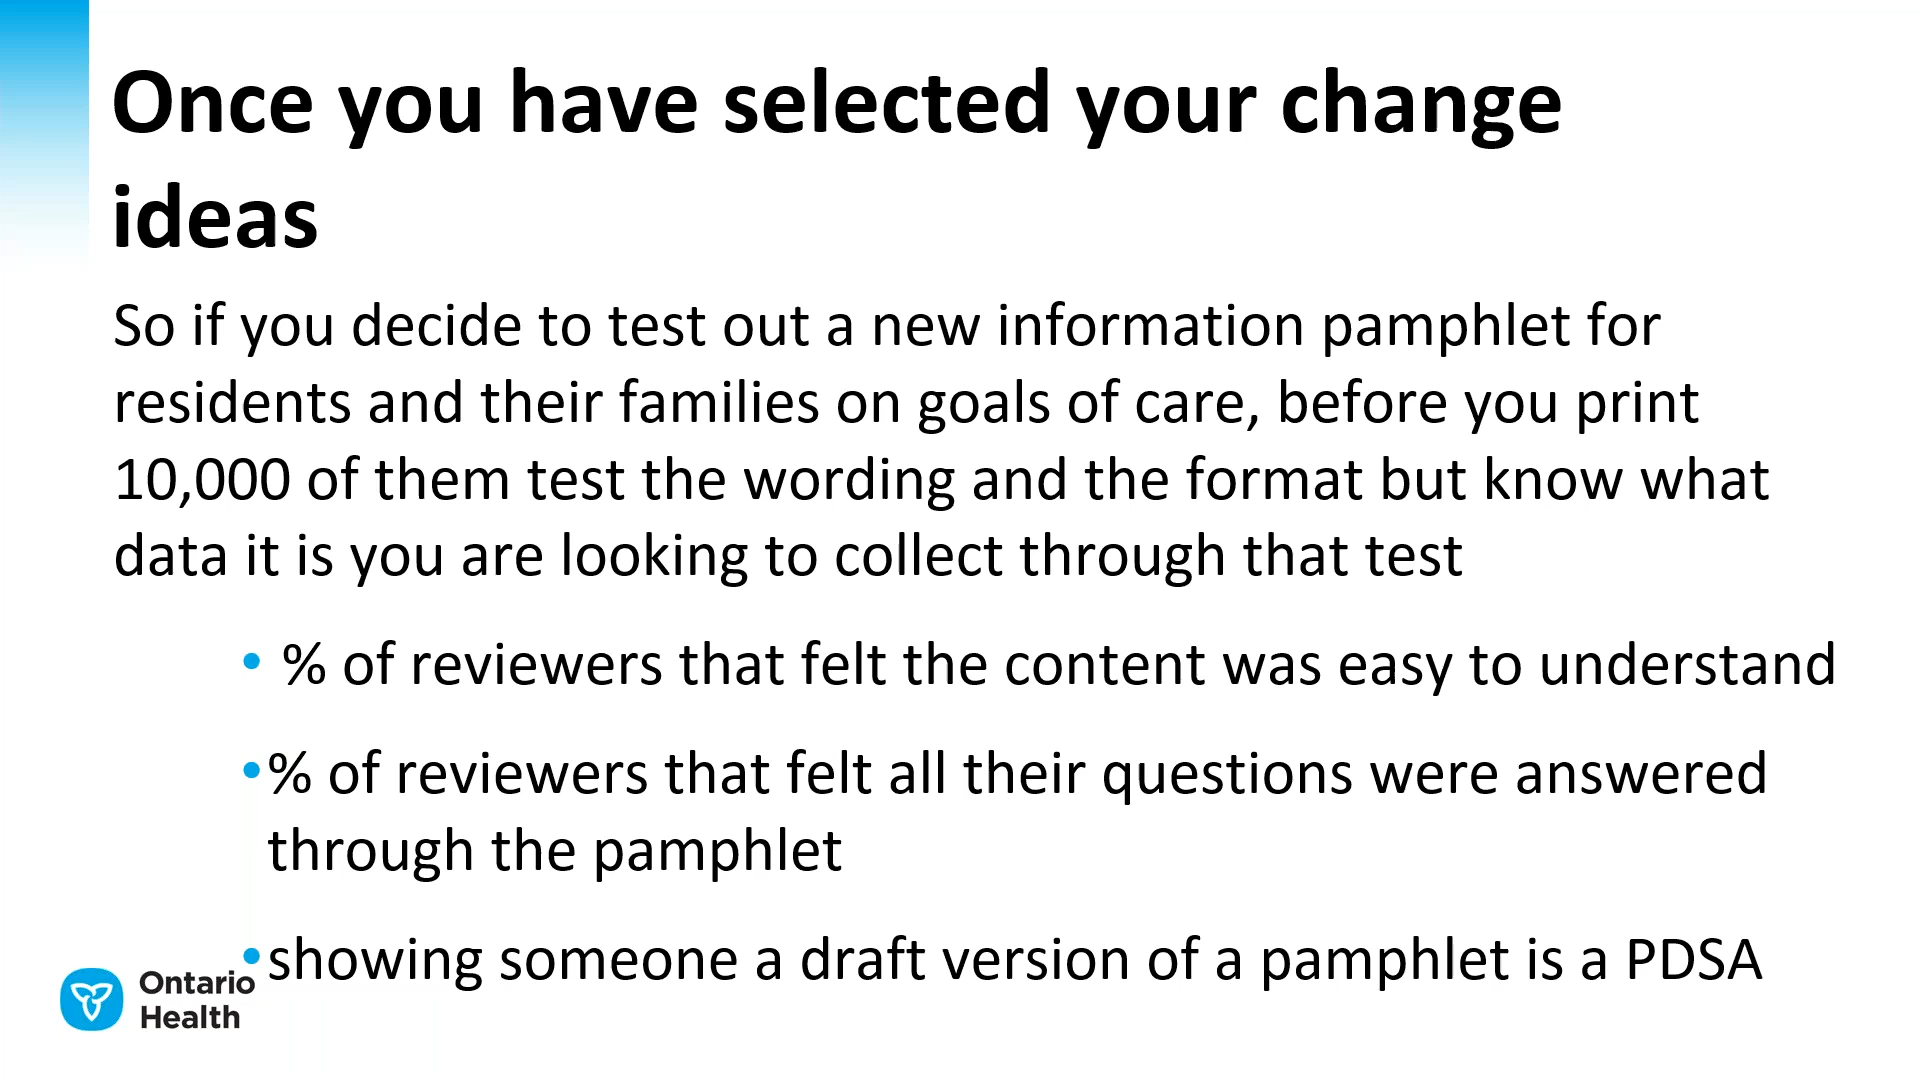 Once you have selected your change
ideas
So if you decide to test out a new information pamphlet for
residents and their families on goals of care, before you print
10,000 of them test the wording and the format but know what
data it is you are looking to collect through that test
• % of reviewers that felt the content was easy to understand
• % of reviewers that felt all their questions were answered
through the pamphlet
• showing someone a draft version of a pamphlet is a PDSA
Ontario
Health